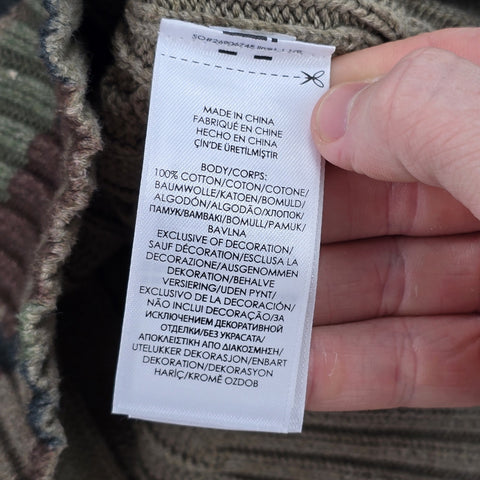 MADE IN CHINA
FABRIQUÉ EN CHINE
HECHO EN CHINA
ÇİN'DE ÜRETİLMİŞTİR
BODY/CORPS:
100% COTTON/COTON/COTONE/
BAUMWOLLE/KATOEN/BOMULD/
ALGODÓN/ALGODÃO/ХЛОПОК/
ПАМУК/ΒΑΜΒΑΚΙ/BOMULL/PAMUK/
BAVLNA
EXCLUSIVE OF DECORATION/
SAUF DÉCORATION/ESCLUSA LA
DECORAZIONE/AUSGENOMMEN
DEKORATION/BEHALVE
VERSIERING/UDEN PYNT/
EXCLUSIVO DE LA DECORACIÓN/
NÃO INCLUI DECORAÇÃO/ЗА
ИСКЛЮЧЕНИЕМ ДЕКОРАТИВНОЙ
ОТДЕЛКИ/БЕЗ УКРАСАТА/
ΑΠΟΚΛΕΙΣΤΙΚΗ ΑΠΟ ΔΙΑΚΟΣΜΗΣΗ/
UTELUKKER DEKORASJON/ENBART
DEKORATION/DEKORASYON
HARİÇ/KROMĚ OZDOB